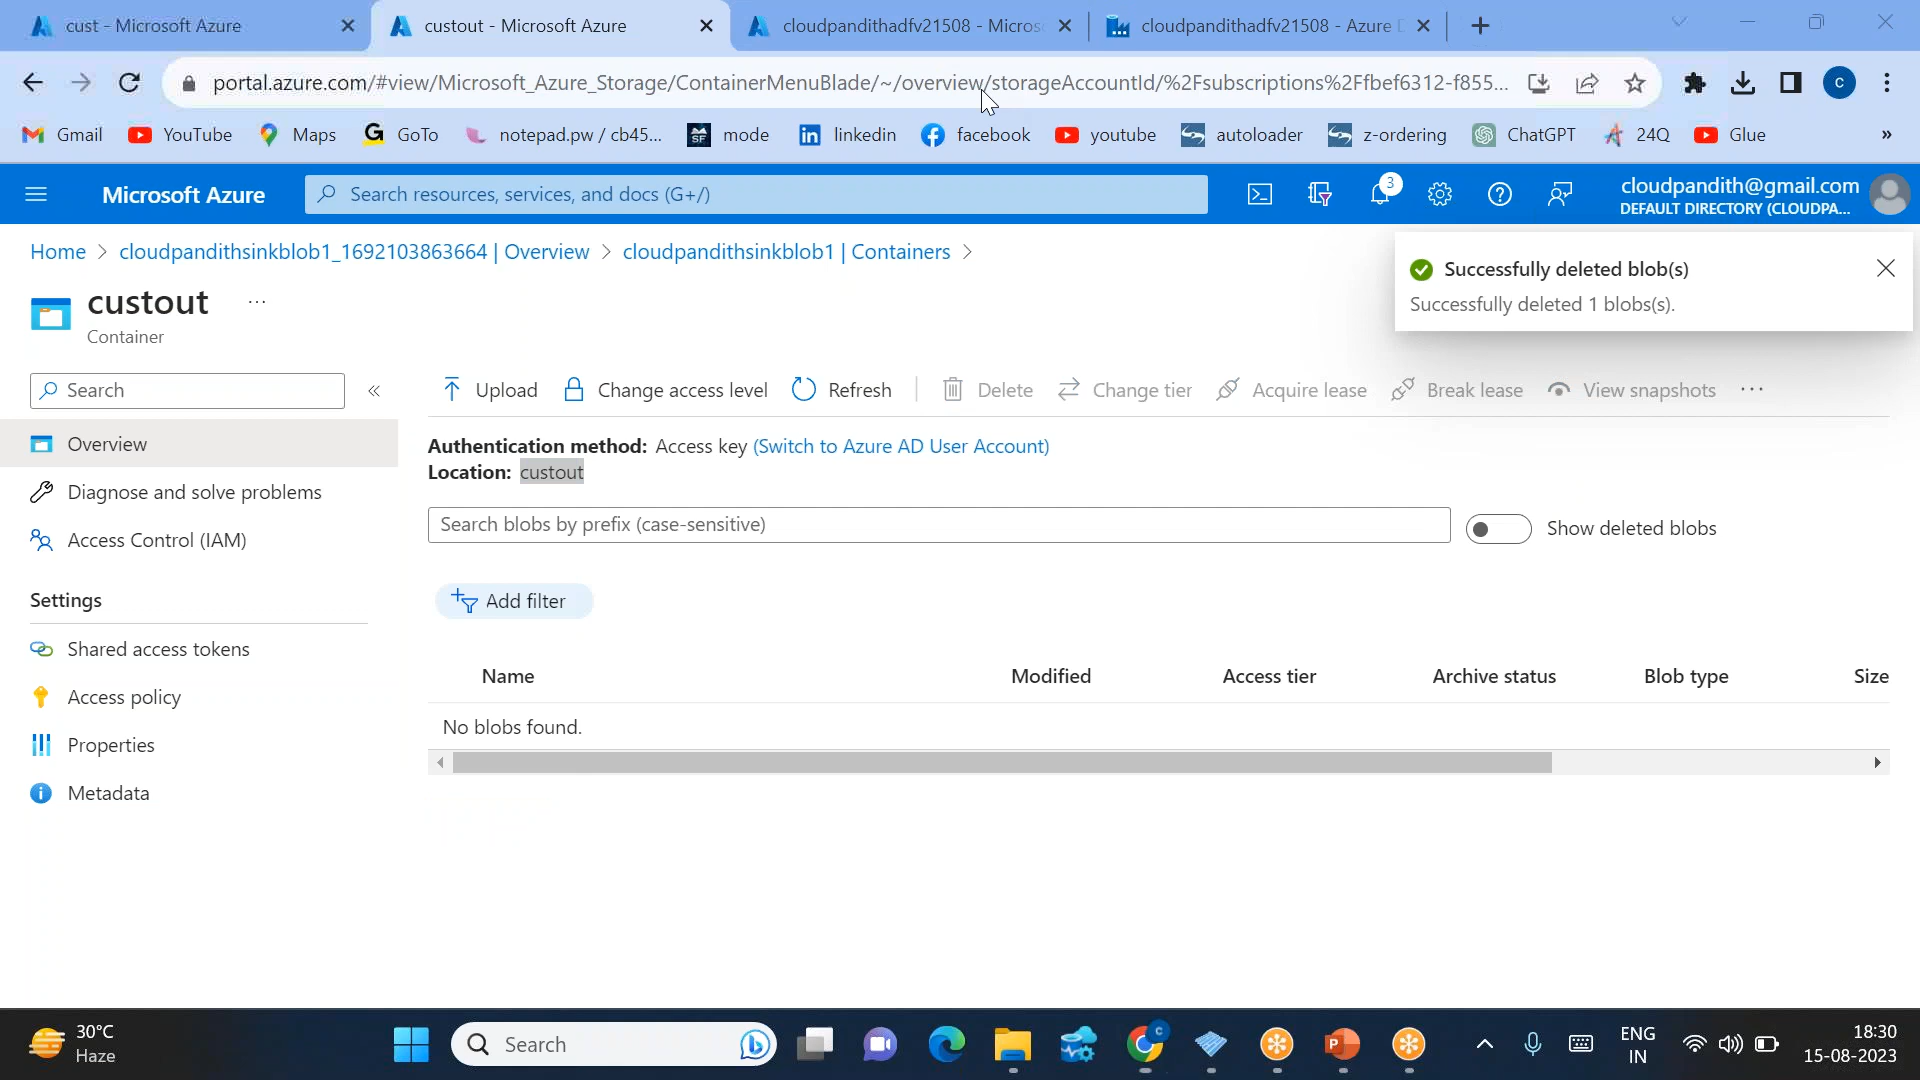 cust - Microsoft Azure
custout - Microsoft Azure
cloudpandithadfv21508 - Micros
cloudpandithadfv21508 - Azure D
portal.azure.com/#view/Microsoft_Azure_Storage/ContainerMenuBlade/~/overview/storageAccountId/%2Fsubscriptions%2Ffbef6312-f855...
c
Gmail
YouTube
Maps
G GoTo
notepad.pw / cb45...
SF mode
in linkedin
facebook
youtube
autoloader
z-ordering
ChatGPT
24Q
Glue
»
Microsoft Azure
Search resources, services, and docs (G+/)
3
cloudpandith@gmail.com
DEFAULT DIRECTORY (CLOUDPA...
Home > cloudpandithsinkblob1_1692103863664 | Overview > cloudpandithsinkblob1 | Containers >
Successfully deleted blob(s)
Successfully deleted 1 blobs(s).
custout ...
Container
Search
«
Upload
Change access level
Refresh
Delete
Change tier
Acquire lease
Break lease
View snapshots
...
Overview
Diagnose and solve problems
Access Control (IAM)
Settings
Shared access tokens
Access policy
Properties
Metadata
Authentication method: Access key (Switch to Azure AD User Account)
Location: custout
Search blobs by prefix (case-sensitive)
Show deleted blobs
Add filter
Name
Modified
Access tier
Archive status
Blob type
Size
No blobs found.
30°C
Haze
Search
C
P
ENG
IN
18:30
15-08-2023